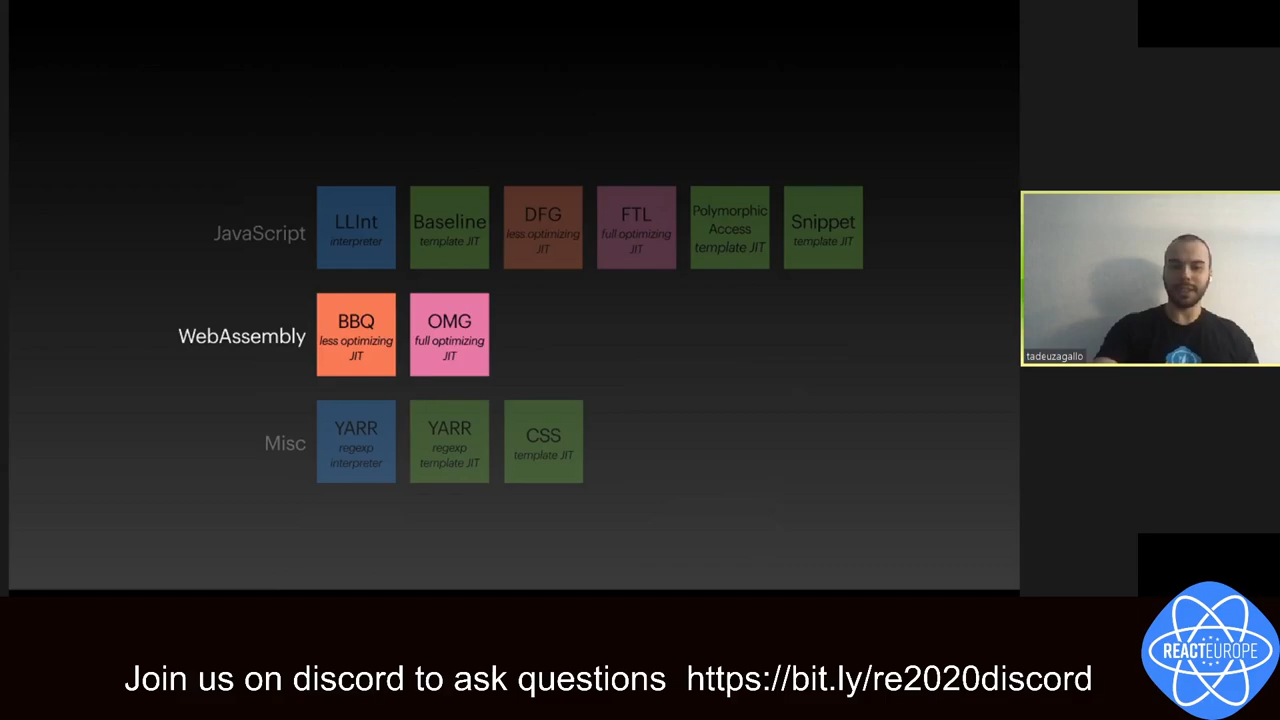 JavaScript
LLInt
interpreter
Baseline
template JIT
DFG
less optimizing
JIT
FTL
full optimizing
JIT
Polymorphic
Access
template JIT
Snippet
template JIT
WebAssembly
BBQ
less optimizing
JIT
OMG
full optimizing
JIT
Misc
YARR
regexp
interpreter
YARR
regexp
template JIT
CSS
template JIT
tadeuzagallo
REACTEUROPE
Join us on discord to ask questions https://bit.ly/re2020discord